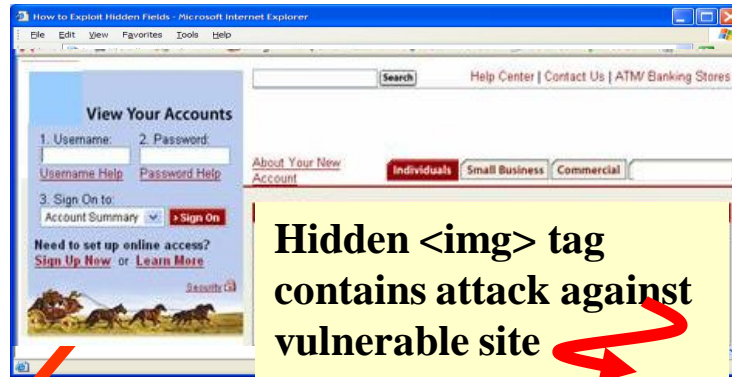 How to Exploit Hidden Fields - Microsoft Internet Explorer
File Edit View Favorites Tools Help
Search
Help Center | Contact Us | ATM/ Banking Stores
View Your Accounts
1. Username: 2. Password:
Username Help Password Help
3. Sign On to:
Account Summary Sign On
Need to set up online access?
Sign Up Now or Learn More
Security
About Your New
Account
Individuals Small Business Commercial
Hidden <img> tag
contains attack against
vulnerable site